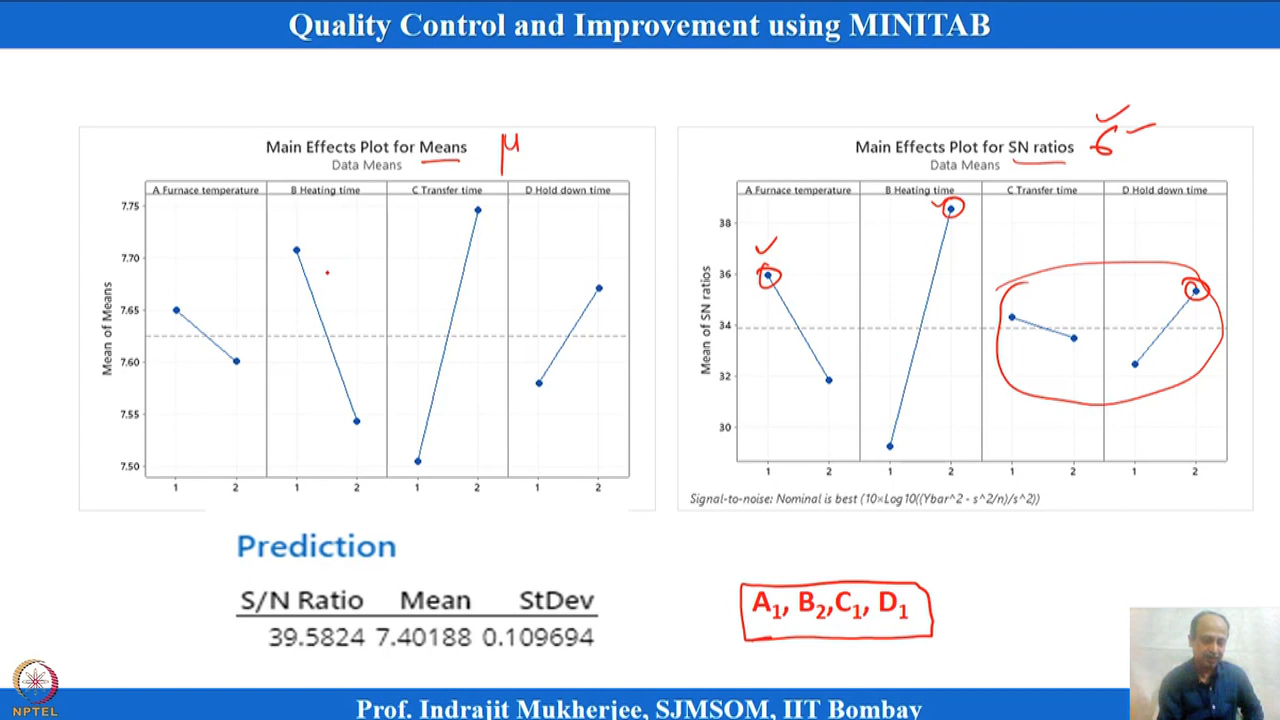 Quality Control and Improvement using MINITAB
Main Effects Plot for Means
μ
Data Means
A Furnace temperature B Heating time C Transfer time D Hold down time
Mean of Means
7.75
7.70
7.65
7.60
7.55
7.50
1 2 1 2 1 2 1 2
Main Effects Plot for SN ratios
Data Means
A Furnace temperature B Heating time C Transfer time D Hold down time
Mean of SN ratios
38
36
34
32
30
1 2 1 2 1 2 1 2
Signal-to-noise: Nominal is best (10×Log10((Ybar^2 - s^2/n)/s^2))
Prediction
S/N Ratio Mean StDev
39.5824 7.40188 0.109694
A1, B2,C1, D1
NPTEL
Prof. Indrajit Mukherjee, SJMSOM, IIT Bombay